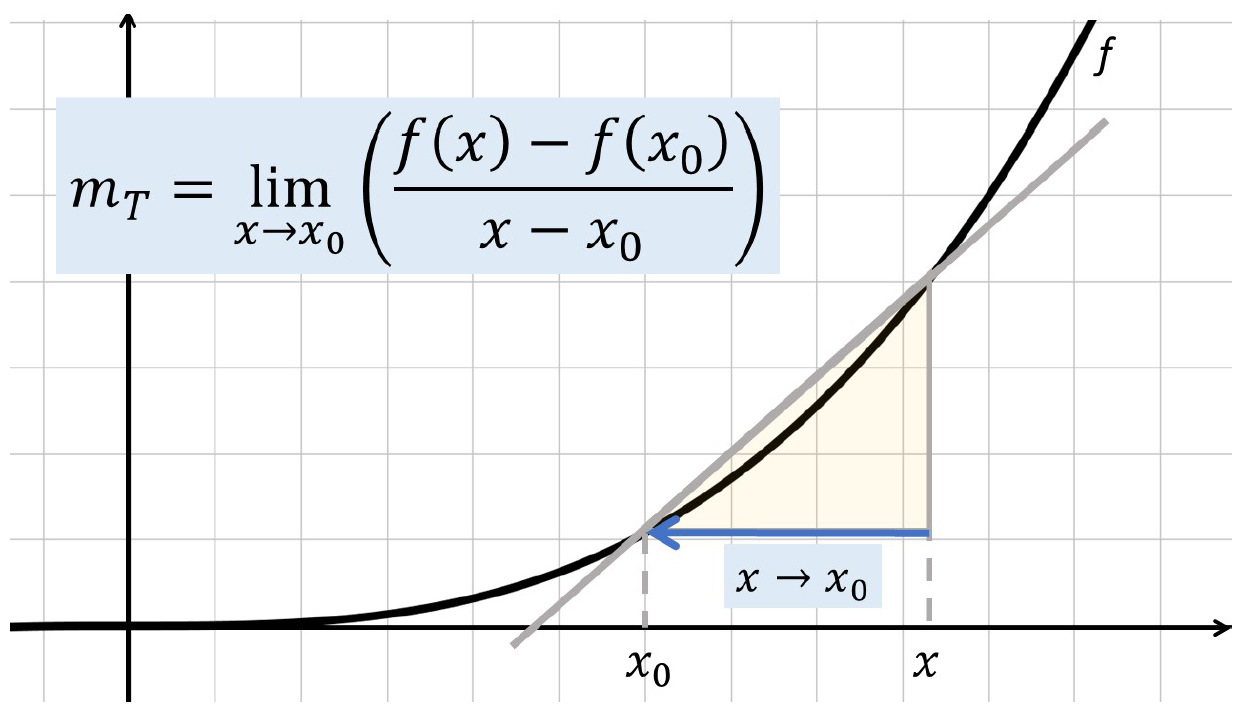 f
m_T = lim_{x→x_0} ( (f(x) − f(x_0)) / (x − x_0) )
x → x_0
x_0
x